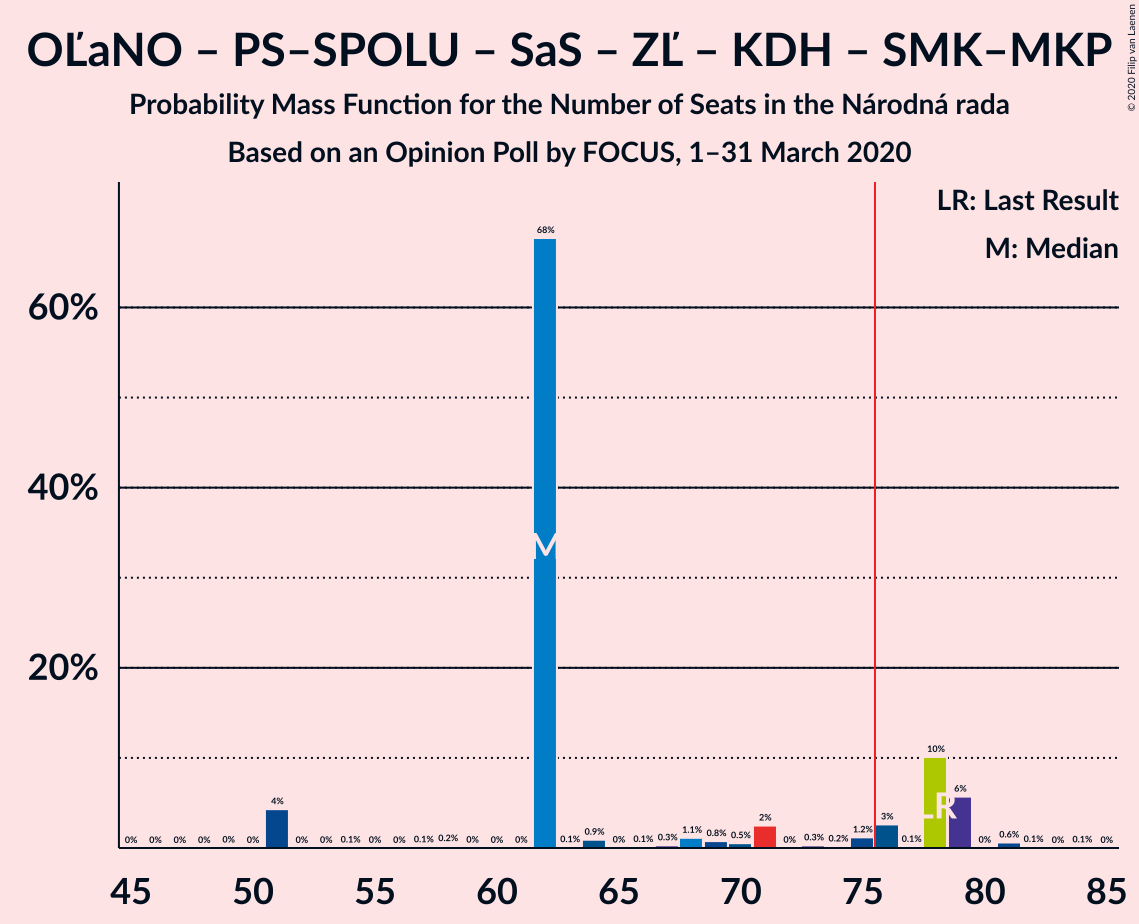 OĽaNO – PS–SPOLU – SaS – ZĽ – KDH – SMK–MKP
Probability Mass Function for the Number of Seats in the Národná rada
Based on an Opinion Poll by FOCUS, 1–31 March 2020
© 2020 Filip van Laenen
LR: Last Result
M: Median
60%
40%
20%
0% 0% 0% 0% 0% 0% 4% 0% 0% 0.1% 0% 0% 0.1% 0.2% 0% 0% 0% 68% 0.1% 0.9% 0% 0.1% 0.3% 1.1% 0.8% 0.5% 2% 0% 0.3% 0.2% 1.2% 3% 0.1% 10% 6% 0% 0.6% 0.1% 0% 0.1% 0%
M
LR
45 50 55 60 65 70 75 80 85